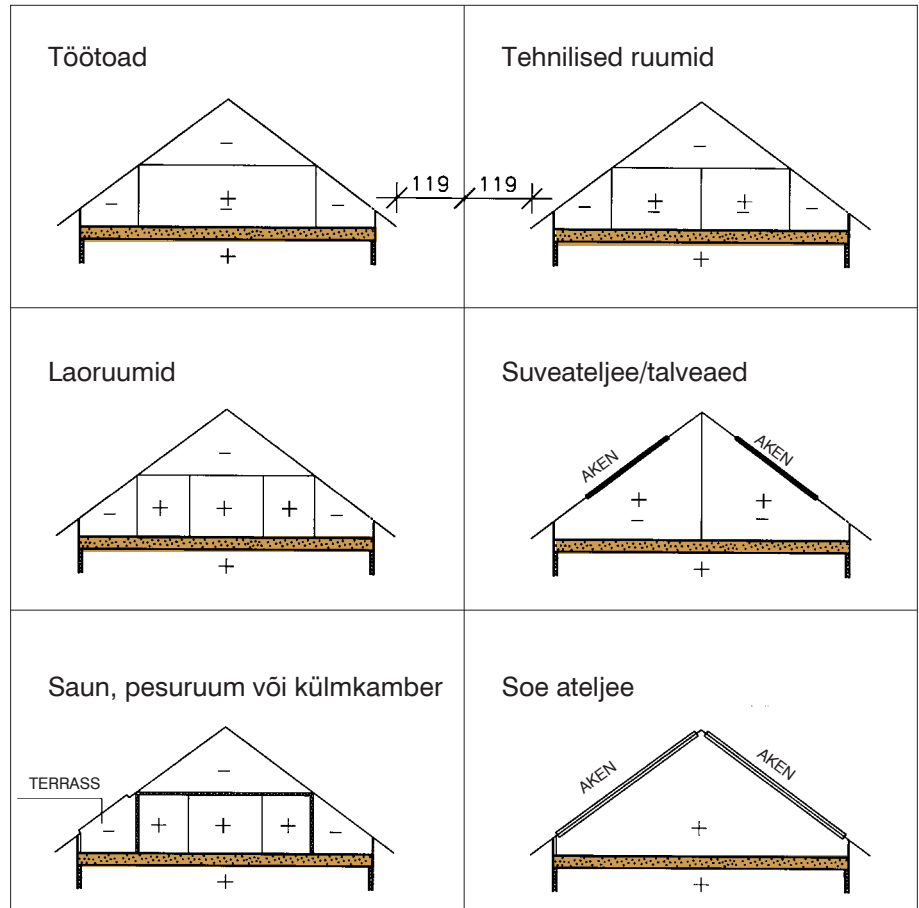 Töötoad
Tehnilised ruumid
−
−
119 119
− ± −
− ± ± −
+
+
Laoruumid
Suveateljee/talveaed
−
AKEN AKEN
− + + + −
+ +
− −
+
+
Saun, pesuruum või külmkamber
Soe ateljee
TERRASS
−
AKEN AKEN
− + + + −
+
+
+